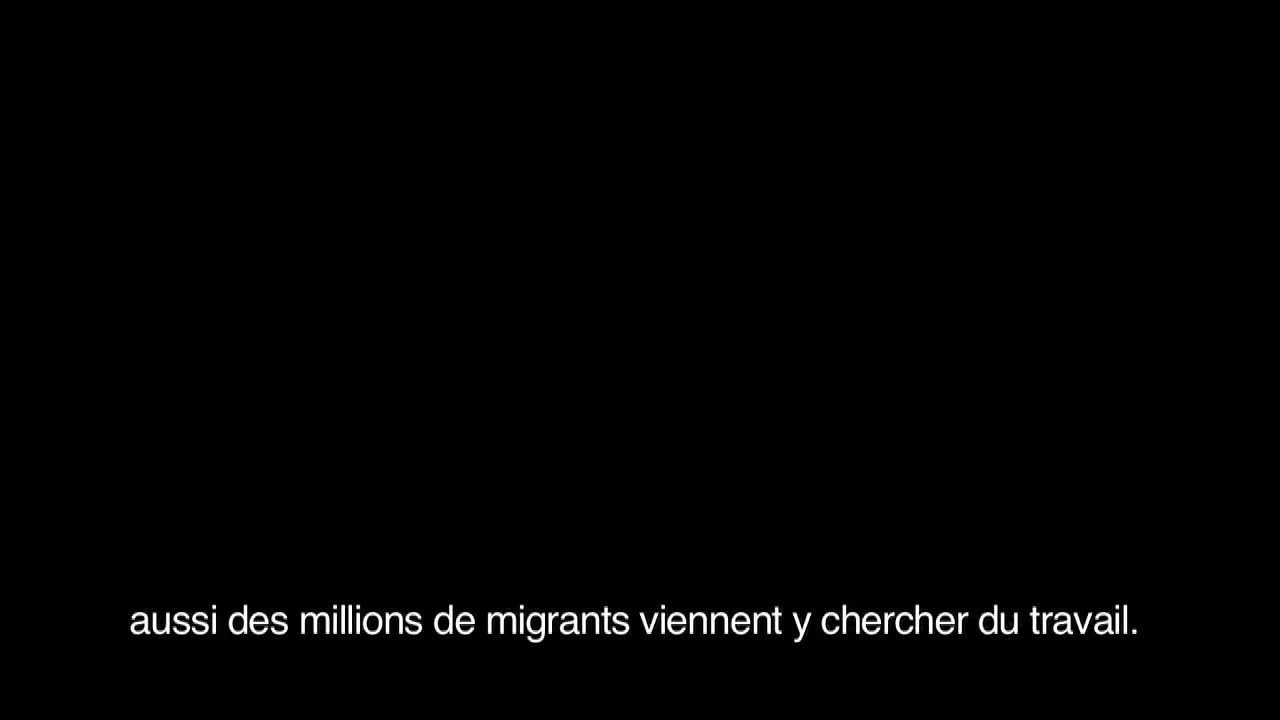 aussi des millions de migrants viennent y chercher du travail.